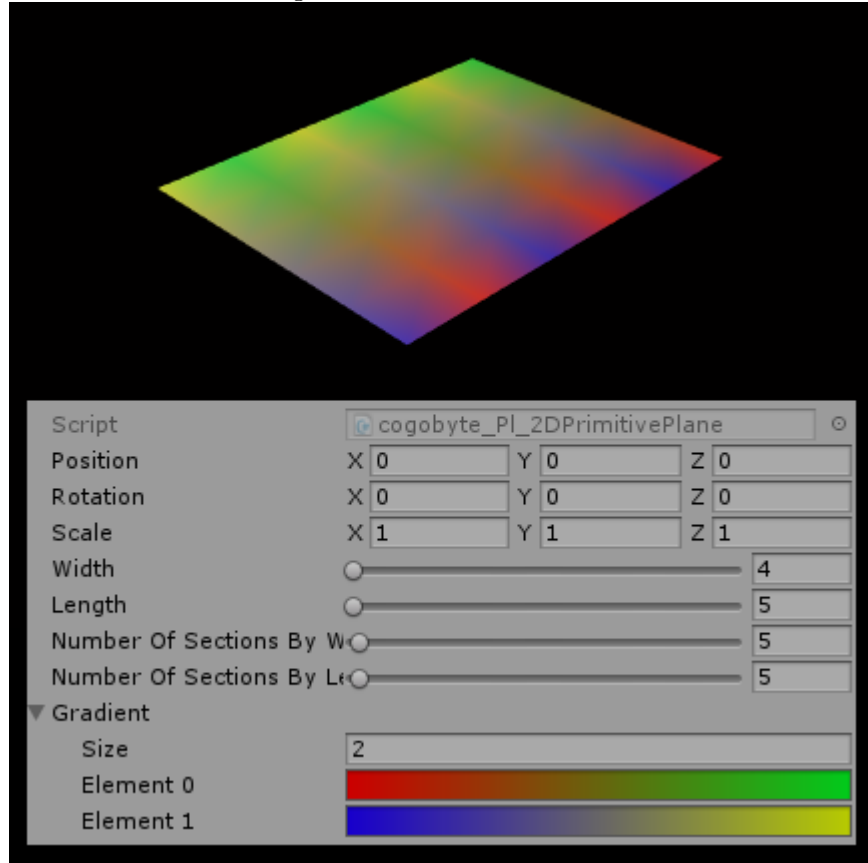 Script cogobyte_Pl_2DPrimitivePlane
Position X 0 Y 0 Z 0
Rotation X 0 Y 0 Z 0
Scale X 1 Y 1 Z 1
Width 4
Length 5
Number Of Sections By W 5
Number Of Sections By Le 5
Gradient
Size 2
Element 0
Element 1